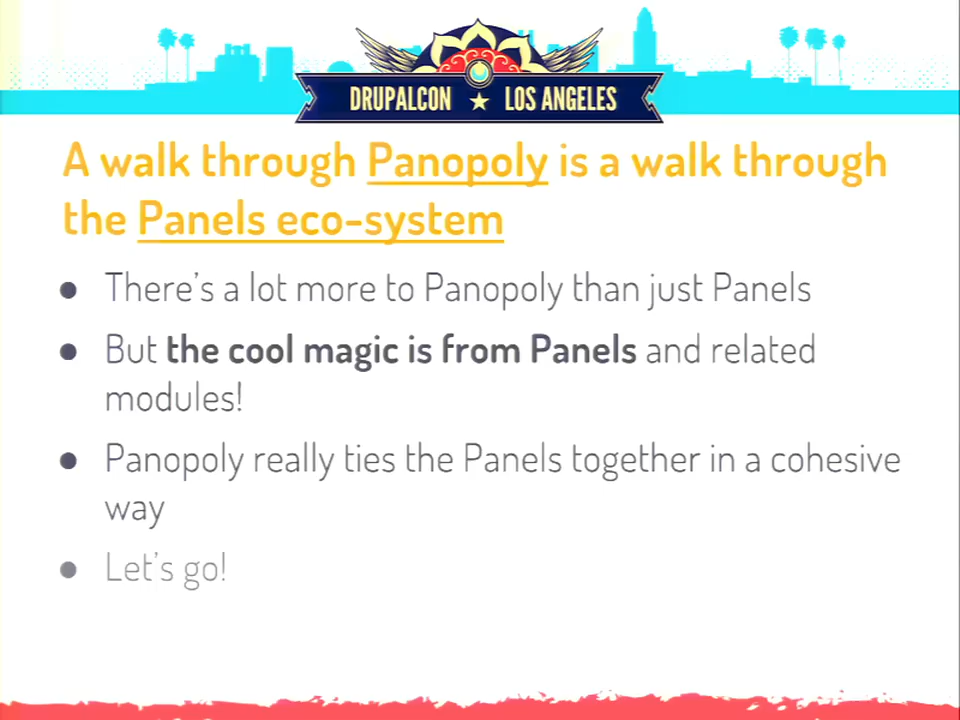 DRUPALCON ★ LOS ANGELES
A walk through Panopoly is a walk through
the Panels eco-system
● There's a lot more to Panopoly than just Panels
● But the cool magic is from Panels and related
modules!
● Panopoly really ties the Panels together in a cohesive
way
● Let's go!